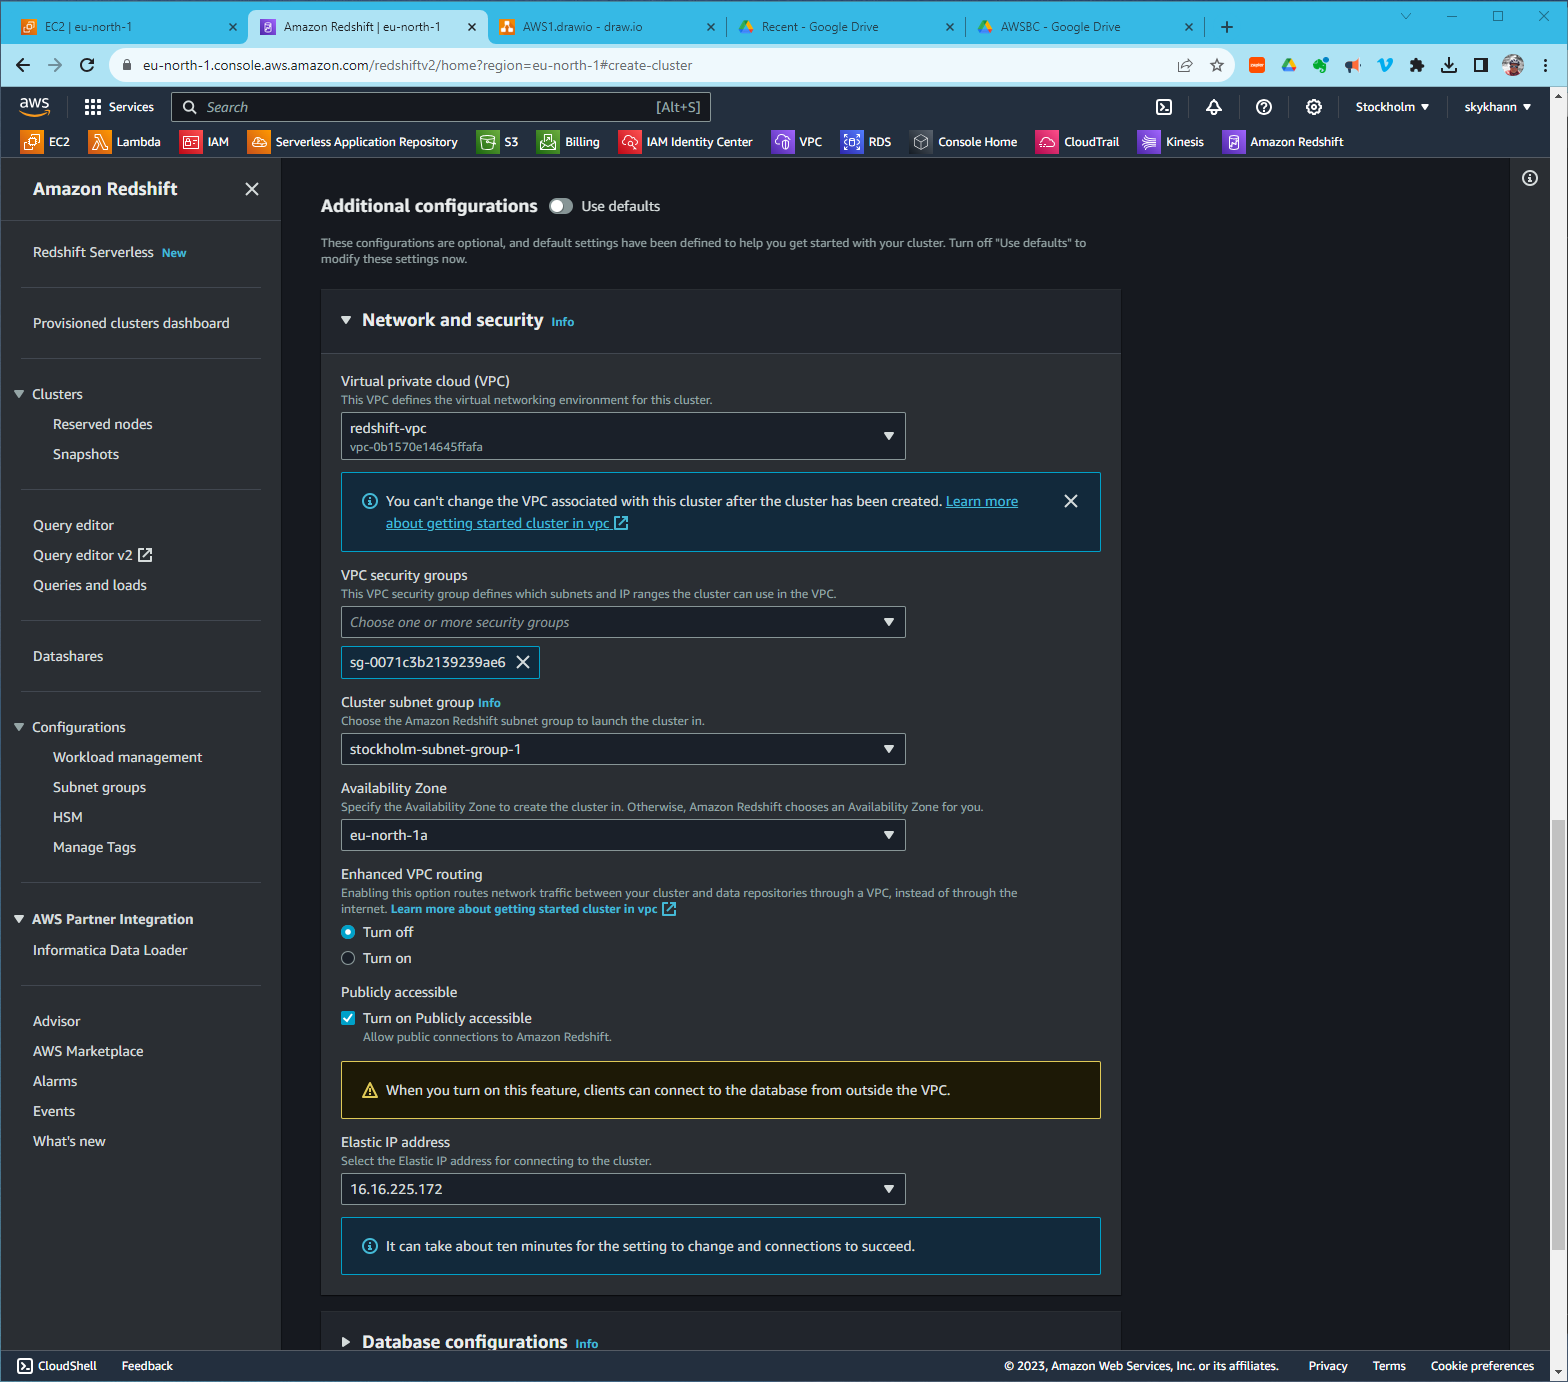 EC2 | eu-north-1
Amazon Redshift | eu-north-1
AWS1.drawio - draw.io
Recent - Google Drive
AWSBC - Google Drive
eu-north-1.console.aws.amazon.com/redshiftv2/home?region=eu-north-1#create-cluster
aws
Services
Search
[Alt+S]
Stockholm
skykhann
EC2
Lambda
IAM
Serverless Application Repository
S3
Billing
IAM Identity Center
VPC
RDS
Console Home
CloudTrail
Kinesis
Amazon Redshift
Amazon Redshift
Redshift Serverless New
Provisioned clusters dashboard
Clusters
Reserved nodes
Snapshots
Query editor
Query editor v2
Queries and loads
Datashares
Configurations
Workload management
Subnet groups
HSM
Manage Tags
AWS Partner Integration
Informatica Data Loader
Advisor
AWS Marketplace
Alarms
Events
What's new
Additional configurations
Use defaults
These configurations are optional, and default settings have been defined to help you get started with your cluster. Turn off "Use defaults" to
modify these settings now.
Network and security Info
Virtual private cloud (VPC)
This VPC defines the virtual networking environment for this cluster.
redshift-vpc
vpc-0b1570e14645ffafa
You can't change the VPC associated with this cluster after the cluster has been created. Learn more
about getting started cluster in vpc
VPC security groups
This VPC security group defines which subnets and IP ranges the cluster can use in the VPC.
Choose one or more security groups
sg-0071c3b2139239ae6
Cluster subnet group Info
Choose the Amazon Redshift subnet group to launch the cluster in.
stockholm-subnet-group-1
Availability Zone
Specify the Availability Zone to create the cluster in. Otherwise, Amazon Redshift chooses an Availability Zone for you.
eu-north-1a
Enhanced VPC routing
Enabling this option routes network traffic between your cluster and data repositories through a VPC, instead of through the
internet. Learn more about getting started cluster in vpc
Turn off
Turn on
Publicly accessible
Turn on Publicly accessible
Allow public connections to Amazon Redshift.
When you turn on this feature, clients can connect to the database from outside the VPC.
Elastic IP address
Select the Elastic IP address for connecting to the cluster.
16.16.225.172
It can take about ten minutes for the setting to change and connections to succeed.
Database configurations Info
CloudShell
Feedback
© 2023, Amazon Web Services, Inc. or its affiliates.
Privacy
Terms
Cookie preferences